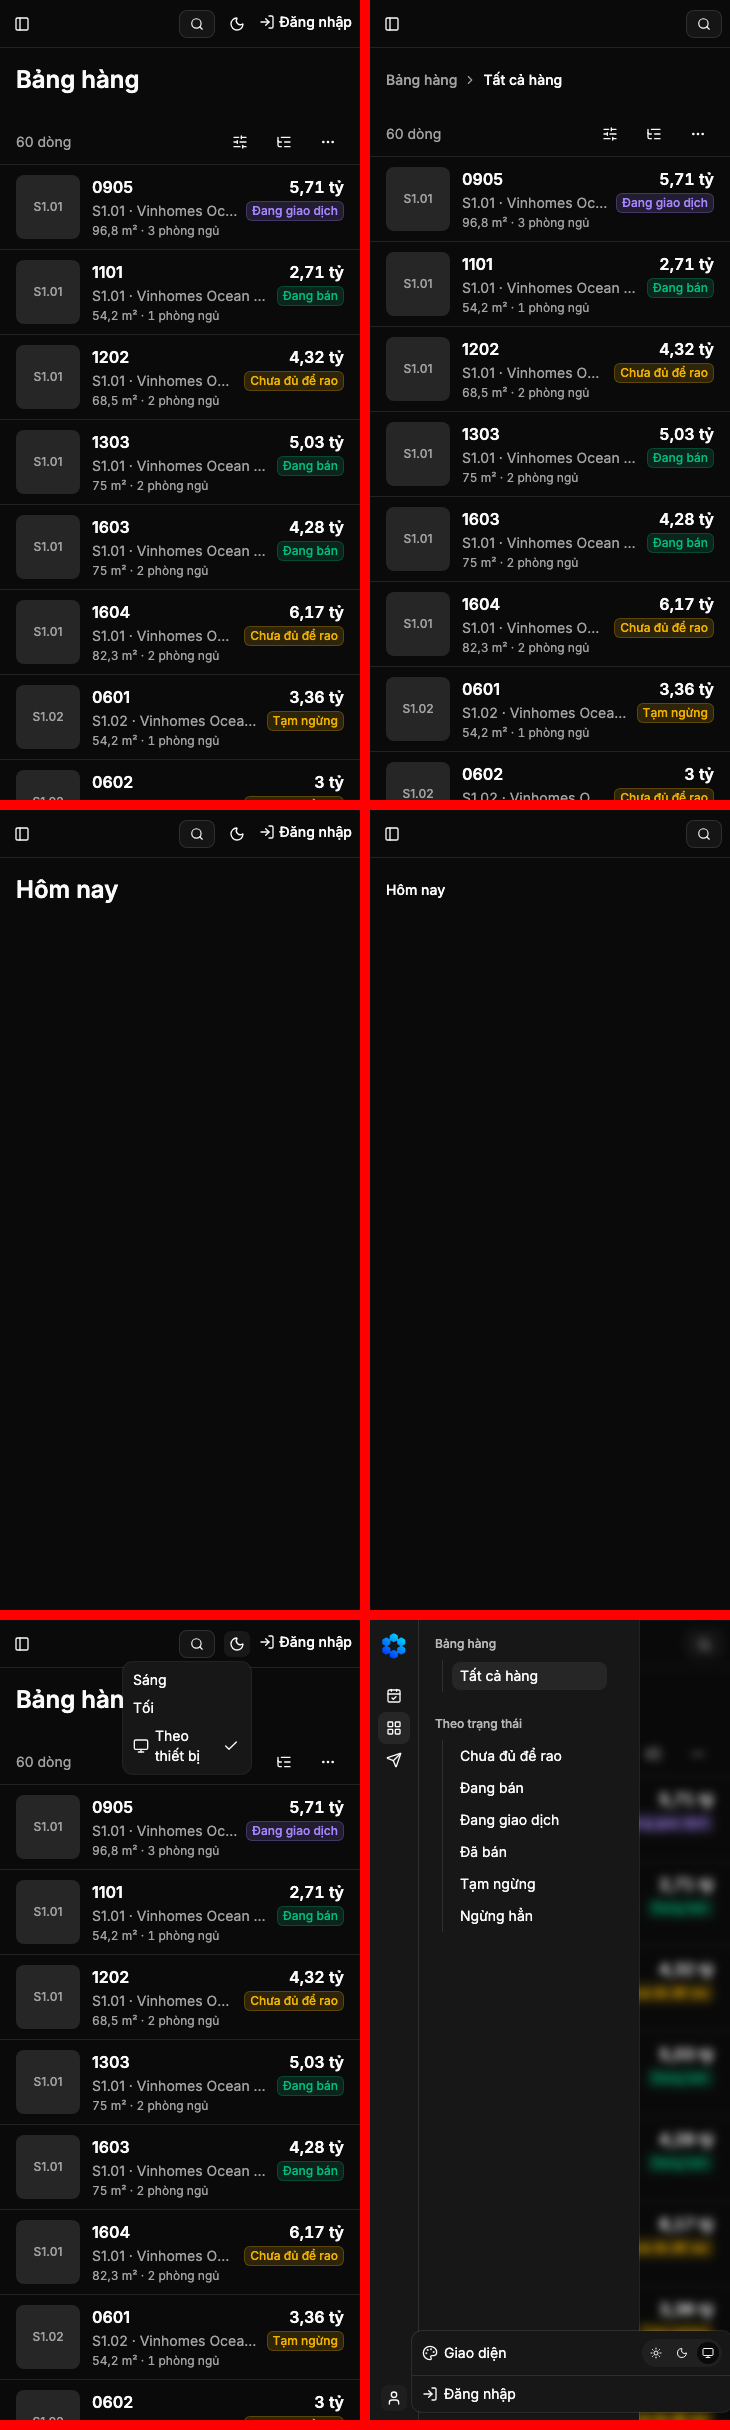 Đăng nhập
Bảng hàng
60 dòng
S1.01
0905
5,71 tỷ
S1.01 · Vinhomes Oc...
Đang giao dịch
96,8 m² · 3 phòng ngủ
S1.01
1101
2,71 tỷ
S1.01 · Vinhomes Ocean ...
Đang bán
54,2 m² · 1 phòng ngủ
S1.01
1202
4,32 tỷ
S1.01 · Vinhomes O...
Chưa đủ để rao
68,5 m² · 2 phòng ngủ
S1.01
1303
5,03 tỷ
S1.01 · Vinhomes Ocean ...
Đang bán
75 m² · 2 phòng ngủ
S1.01
1603
4,28 tỷ
S1.01 · Vinhomes Ocean ...
Đang bán
75 m² · 2 phòng ngủ
S1.01
1604
6,17 tỷ
S1.01 · Vinhomes O...
Chưa đủ để rao
82,3 m² · 2 phòng ngủ
S1.02
0601
3,36 tỷ
S1.02 · Vinhomes Ocea...
Tạm ngừng
54,2 m² · 1 phòng ngủ
0602
3 tỷ
Bảng hàng > Tất cả hàng
60 dòng
S1.01
0905
5,71 tỷ
S1.01 · Vinhomes Oc...
Đang giao dịch
96,8 m² · 3 phòng ngủ
S1.01
1101
2,71 tỷ
S1.01 · Vinhomes Ocean ...
Đang bán
54,2 m² · 1 phòng ngủ
S1.01
1202
4,32 tỷ
S1.01 · Vinhomes O...
Chưa đủ để rao
68,5 m² · 2 phòng ngủ
S1.01
1303
5,03 tỷ
S1.01 · Vinhomes Ocean ...
Đang bán
75 m² · 2 phòng ngủ
S1.01
1603
4,28 tỷ
S1.01 · Vinhomes Ocean ...
Đang bán
75 m² · 2 phòng ngủ
S1.01
1604
6,17 tỷ
S1.01 · Vinhomes O...
Chưa đủ để rao
82,3 m² · 2 phòng ngủ
S1.02
0601
3,36 tỷ
S1.02 · Vinhomes Ocea...
Tạm ngừng
54,2 m² · 1 phòng ngủ
S1.02
0602
3 tỷ
S1.02 · Vinhomes O...
Chưa đủ để rao
Đăng nhập
Hôm nay
Hôm nay
Đăng nhập
Bảng hàn
Sáng
Tối
Theo
thiết bị
60 dòng
S1.01
0905
5,71 tỷ
S1.01 · Vinhomes Oc...
Đang giao dịch
96,8 m² · 3 phòng ngủ
S1.01
1101
2,71 tỷ
S1.01 · Vinhomes Ocean ...
Đang bán
54,2 m² · 1 phòng ngủ
S1.01
1202
4,32 tỷ
S1.01 · Vinhomes O...
Chưa đủ để rao
68,5 m² · 2 phòng ngủ
S1.01
1303
5,03 tỷ
S1.01 · Vinhomes Ocean ...
Đang bán
75 m² · 2 phòng ngủ
S1.01
1603
4,28 tỷ
S1.01 · Vinhomes Ocean ...
Đang bán
75 m² · 2 phòng ngủ
S1.01
1604
6,17 tỷ
S1.01 · Vinhomes O...
Chưa đủ để rao
82,3 m² · 2 phòng ngủ
S1.02
0601
3,36 tỷ
S1.02 · Vinhomes Ocea...
Tạm ngừng
54,2 m² · 1 phòng ngủ
0602
3 tỷ
Bảng hàng
Tất cả hàng
Theo trạng thái
Chưa đủ để rao
Đang bán
Đang giao dịch
Đã bán
Tạm ngừng
Ngừng hẳn
Giao diện
Đăng nhập